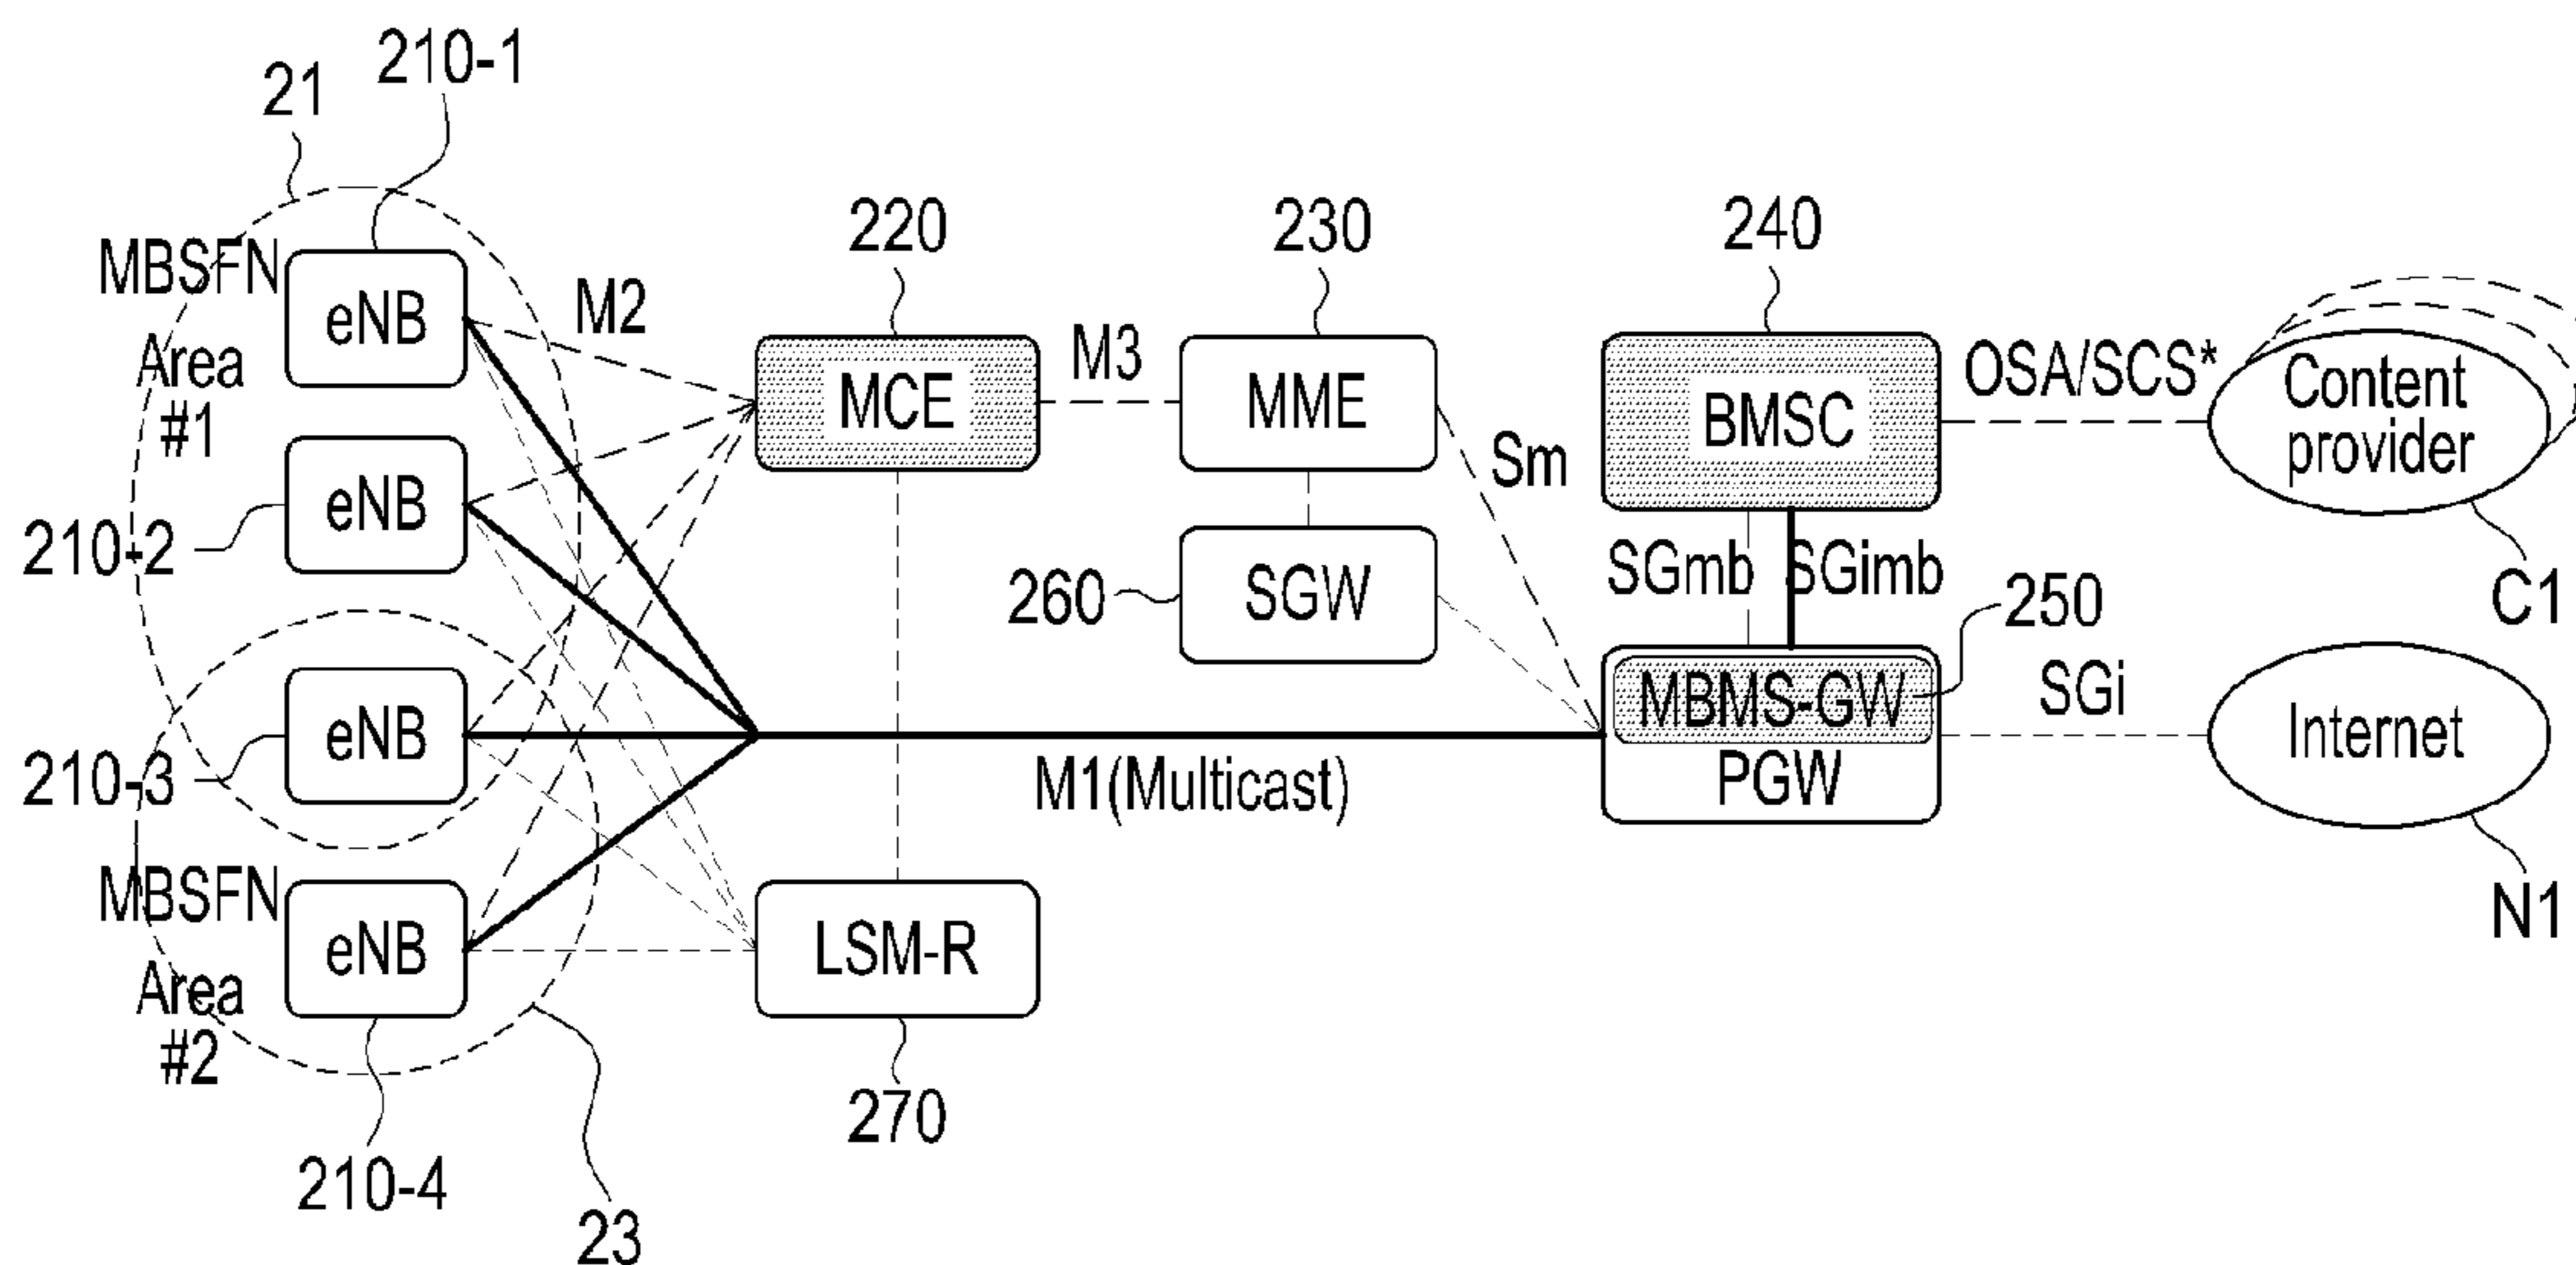 21
210-1
MBSFN
Area
#1
eNB
M2
220
MCE
M3
230
MME
Sm
240
BMSC
OSA/SCS*
Content
provider
C1
210-2
eNB
260
SGW
SGmb
SGimb
250
210-3
eNB
M1(Multicast)
MBMS-GW
PGW
SGi
Internet
N1
MBSFN
Area
#2
eNB
LSM-R
270
210-4
23